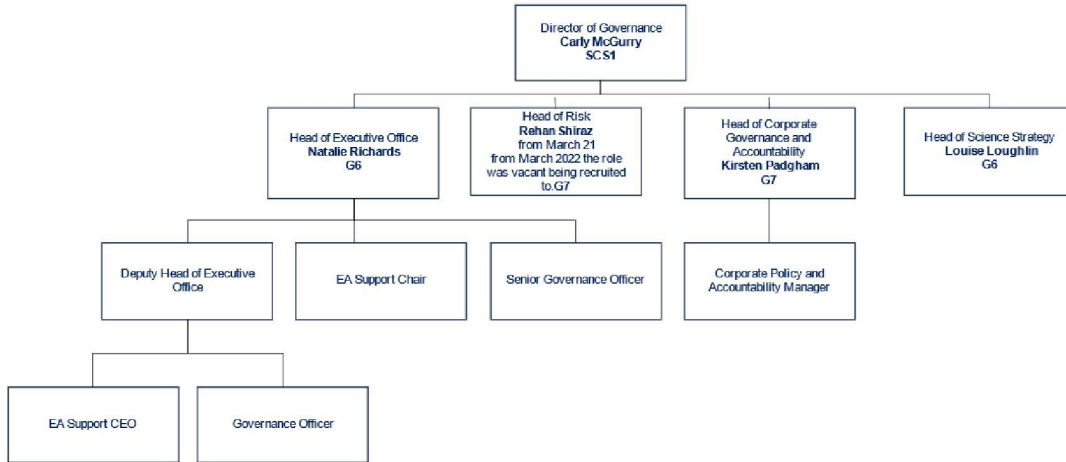 Director of Governance
Carly McGurry
SCS1
Head of Executive Office
Natalie Richards
G6
Head of Risk
Rehan Shiraz
from March 21
from March 2022 the role
was vacant being recruited
to.G7
Head of Corporate
Governance and
Accountability
Kirsten Padgham
G7
Head of Science Strategy
Louise Loughlin
G6
Deputy Head of Executive
Office
EA Support Chair
Senior Governance Officer
Corporate Policy and
Accountability Manager
EA Support CEO
Governance Officer